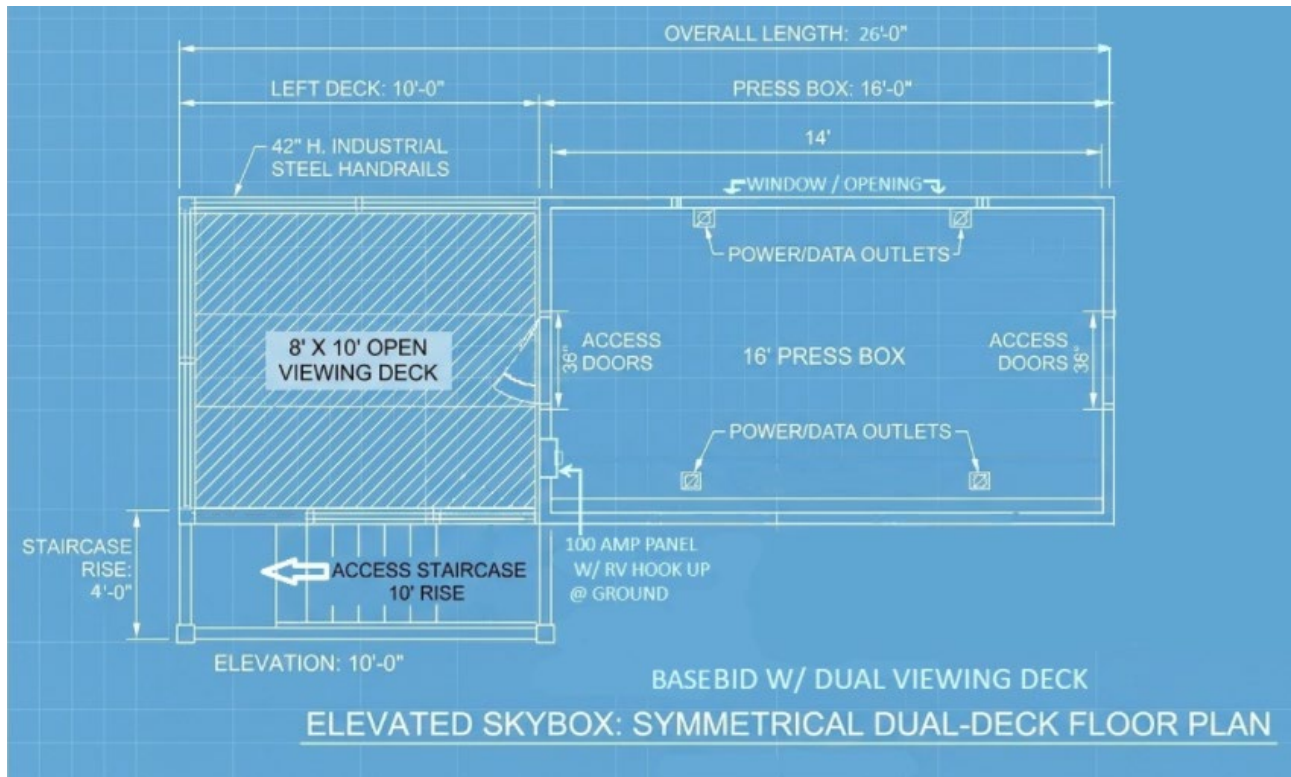 OVERALL LENGTH: 26'-0"
LEFT DECK: 10'-0"
PRESS BOX: 16'-0"
14'
42" H. INDUSTRIAL
STEEL HANDRAILS
WINDOW / OPENING
POWER/DATA OUTLETS
8' X 10' OPEN
VIEWING DECK
36"
ACCESS
DOORS
16' PRESS BOX
ACCESS
DOORS
36"
POWER/DATA OUTLETS
STAIRCASE
RISE:
4'-0"
ACCESS STAIRCASE
10' RISE
100 AMP PANEL
W/ RV HOOK UP
@ GROUND
ELEVATION: 10'-0"
BASEBID W/ DUAL VIEWING DECK
ELEVATED SKYBOX: SYMMETRICAL DUAL-DECK FLOOR PLAN